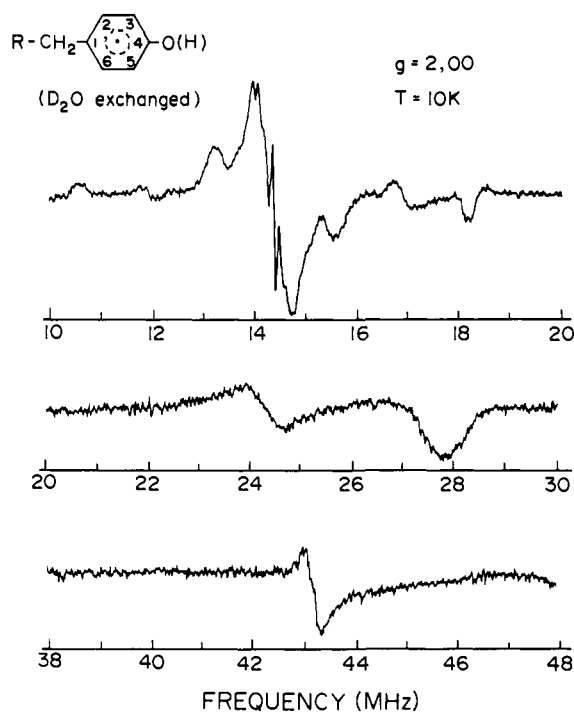 2 3
R-CH₂- 1 4 -O(H)
6 5
(D₂O exchanged)
g = 2,00
T = 10K
10 12 14 16 18 20
20 22 24 26 28 30
38 40 42 44 46 48
FREQUENCY (MHz)